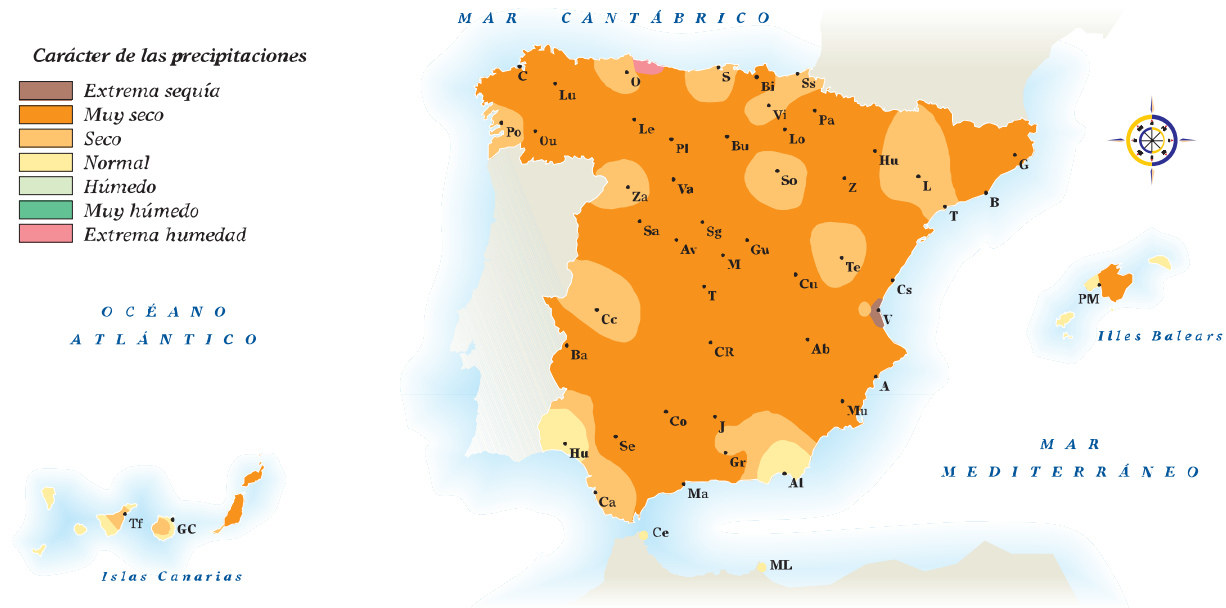 MAR CANTÁBRICO
Carácter de las precipitaciones
Extrema sequía
Muy seco
Seco
Normal
Húmedo
Muy húmedo
Extrema humedad
C
Lu
O
S
Bi
Ss
Vi
Pa
Po
Ou
Le
Pl
Bu
Lo
Hu
L
G
Za
Va
So
Z
B
T
Sa
Sg
Av
Gu
M
Te
T
Cu
Cs
PM
OCÉANO
ATLÁNTICO
Cc
V
Illes Balears
Ba
CR
Ab
A
Mu
Co
J
Hu
Se
Gr
Al
MAR
MEDITERRÁNEO
Ca
Ma
Tf
GC
Ce
ML
Islas Canarias